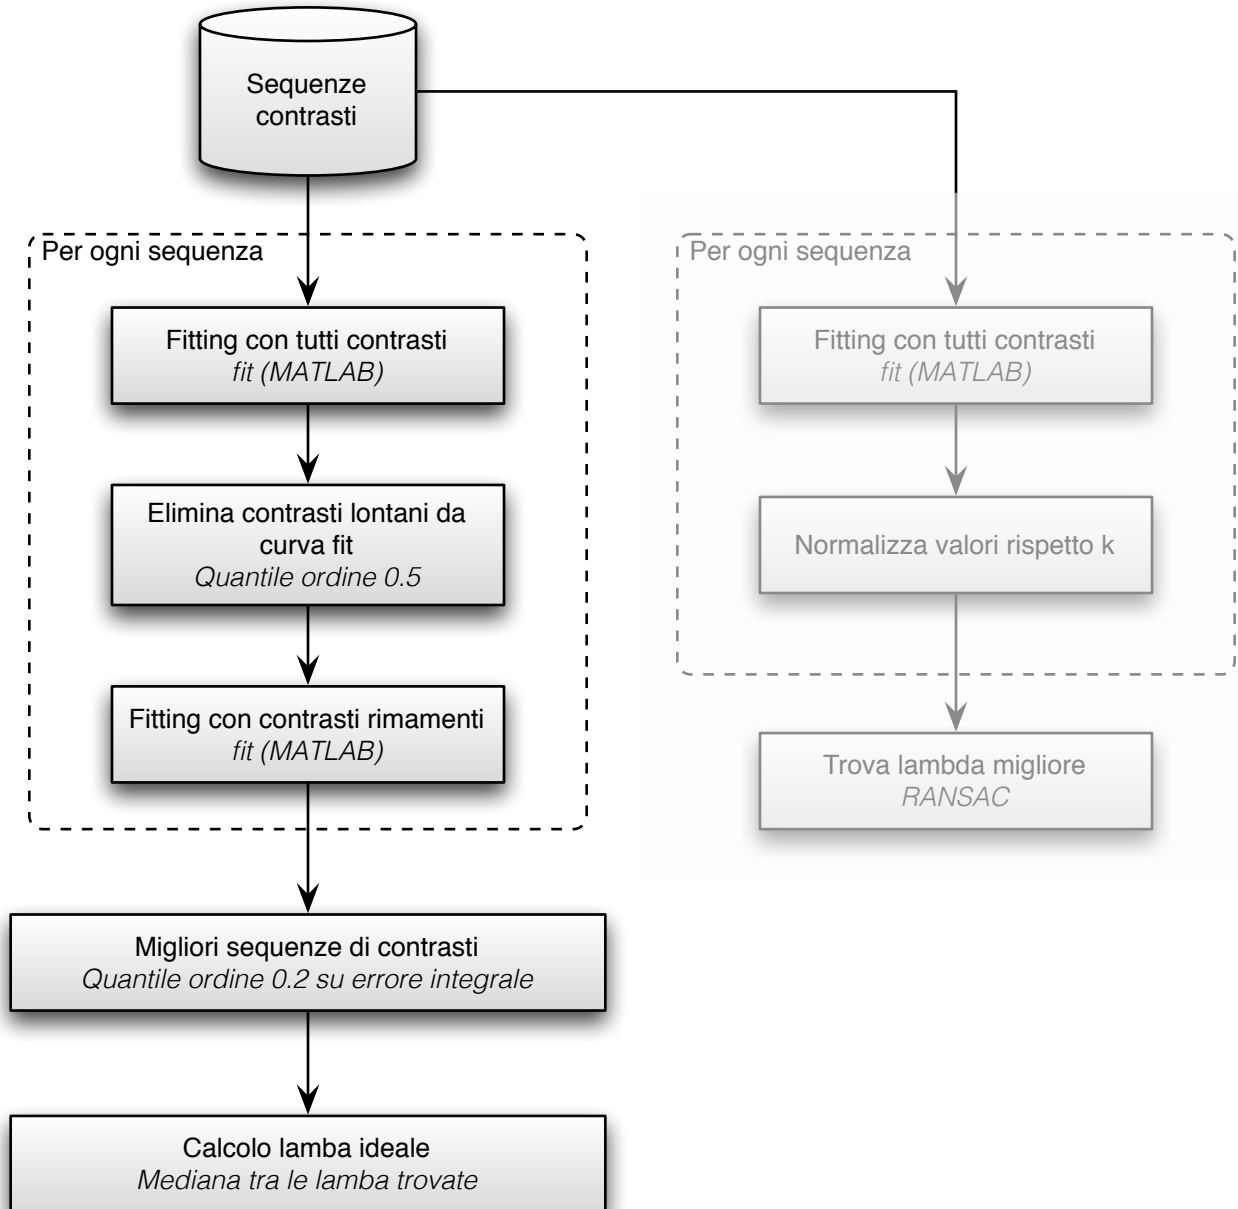 Sequenze
contrasti
Per ogni sequenza
Fitting con tutti contrasti
fit (MATLAB)
Elimina contrasti lontani da
curva fit
Quantile ordine 0.5
Fitting con contrasti rimamenti
fit (MATLAB)
Migliori sequenze di contrasti
Quantile ordine 0.2 su errore integrale
Calcolo lamba ideale
Mediana tra le lamba trovate
Per ogni sequenza
Fitting con tutti contrasti
fit (MATLAB)
Normalizza valori rispetto k
Trova lambda migliore
RANSAC